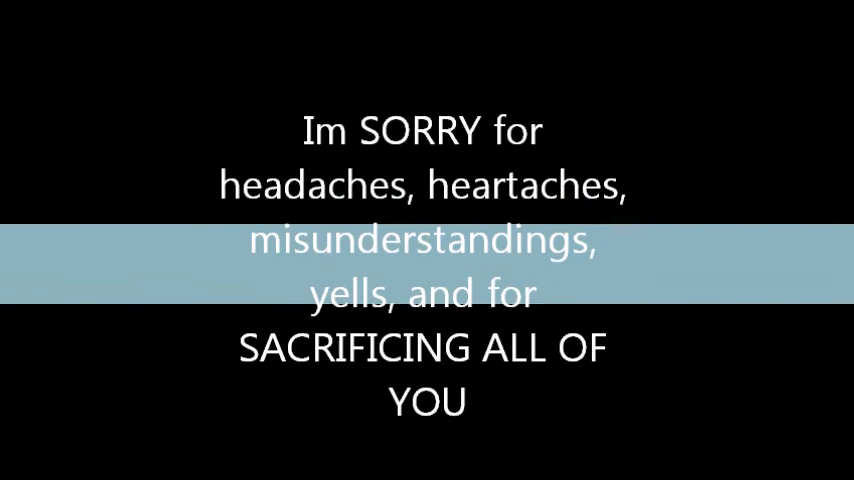 Im SORRY for
headaches, heartaches,
misunderstandings,
yells, and for
SACRIFICING ALL OF
YOU